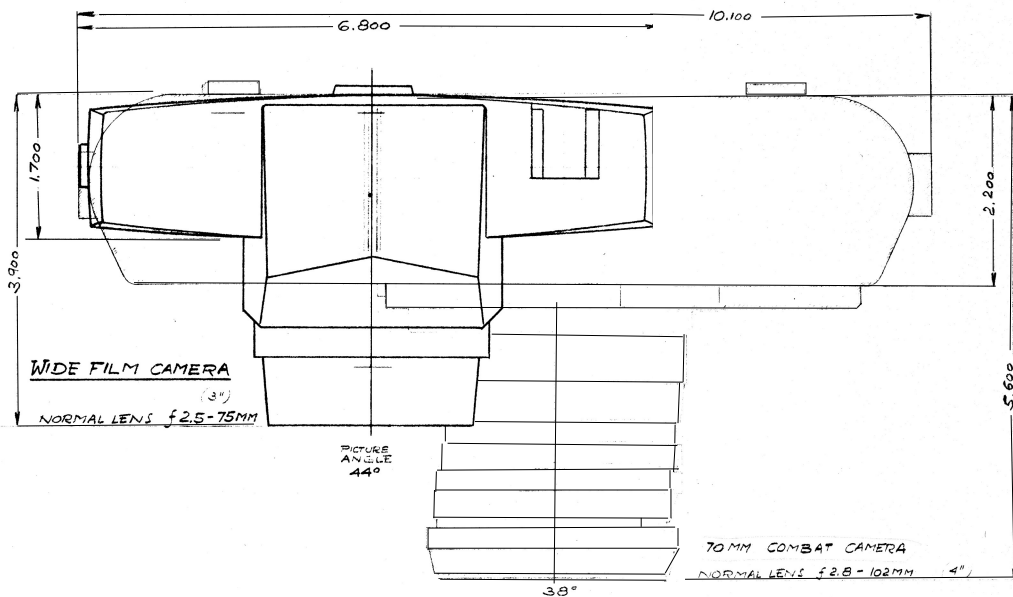 10.100
6.800
1.700
2.200
3.900
5.600
WIDE FILM CAMERA
(3")
NORMAL LENS f2.5-75MM
PICTURE
ANGLE
44°
70MM COMBAT CAMERA
NORMAL LENS f2.8-102MM 4")
38°